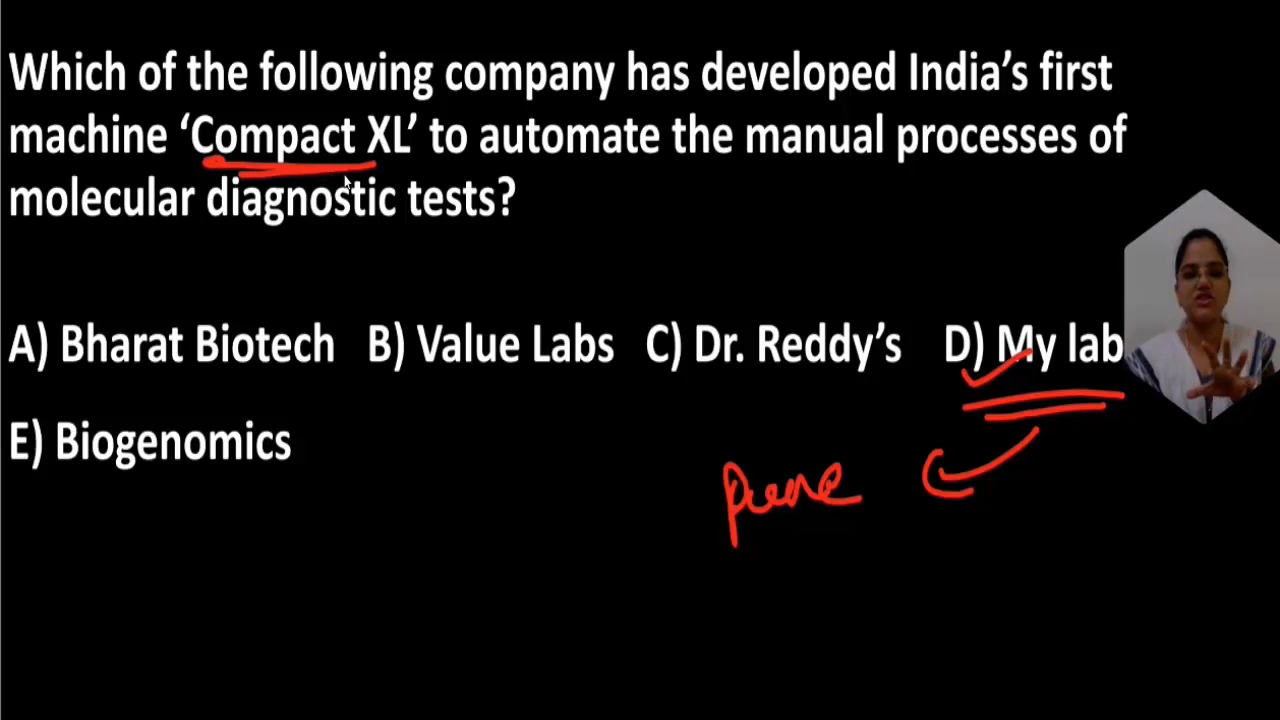 Which of the following company has developed India’s first
machine ‘Compact XL’ to automate the manual processes of
molecular diagnostic tests?
A) Bharat Biotech B) Value Labs C) Dr. Reddy’s D) My lab
E) Biogenomics
Pune